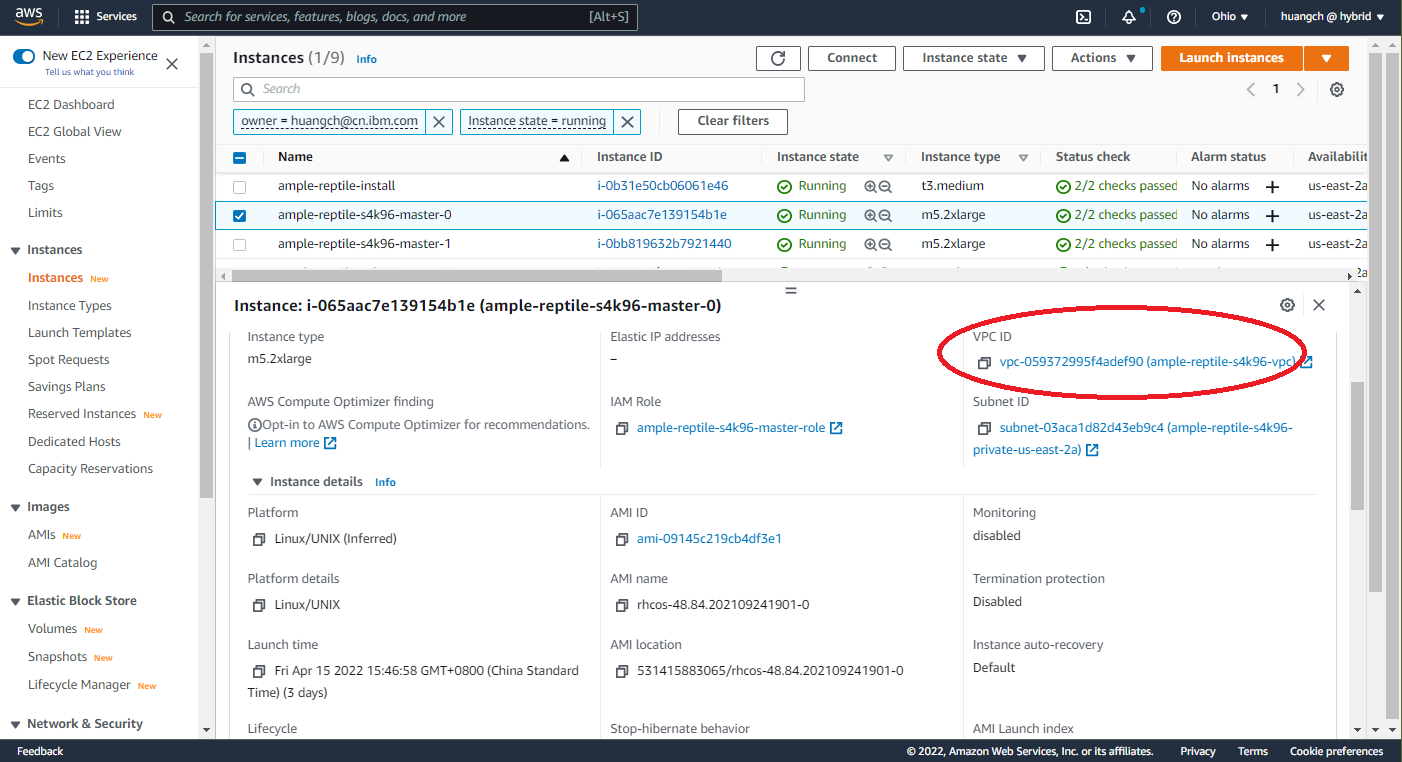 aws Services Search for services, features, blogs, docs, and more [Alt+S] Ohio huangch @ hybrid
New EC2 Experience
Tell us what you think
EC2 Dashboard
EC2 Global View
Events
Tags
Limits
Instances
Instances New
Instance Types
Launch Templates
Spot Requests
Savings Plans
Reserved Instances New
Dedicated Hosts
Capacity Reservations
Images
AMIs New
AMI Catalog
Elastic Block Store
Volumes New
Snapshots New
Lifecycle Manager New
Network & Security
Instances (1/9) Info Connect Instance state Actions Launch instances
Search 1
owner = huangch@cn.ibm.com Instance state = running Clear filters
Name Instance ID Instance state Instance type Status check Alarm status Availabilit
ample-reptile-install i-0b31e50cb06061e46 Running t3.medium 2/2 checks passed No alarms us-east-2a
ample-reptile-s4k96-master-0 i-065aac7e139154b1e Running m5.2xlarge 2/2 checks passed No alarms us-east-2a
ample-reptile-s4k96-master-1 i-0bb819632b7921440 Running m5.2xlarge 2/2 checks passed No alarms us-east-2a
Instance: i-065aac7e139154b1e (ample-reptile-s4k96-master-0)
Instance type
m5.2xlarge
Elastic IP addresses
–
VPC ID
vpc-059372995f4adef90 (ample-reptile-s4k96-vpc)
AWS Compute Optimizer finding
Opt-in to AWS Compute Optimizer for recommendations.
| Learn more
IAM Role
ample-reptile-s4k96-master-role
Subnet ID
subnet-03aca1d82d43eb9c4 (ample-reptile-s4k96-
private-us-east-2a)
Instance details Info
Platform
Linux/UNIX (Inferred)
AMI ID
ami-09145c219cb4df3e1
Monitoring
disabled
Platform details
Linux/UNIX
AMI name
rhcos-48.84.202109241901-0
Termination protection
Disabled
Launch time
Fri Apr 15 2022 15:46:58 GMT+0800 (China Standard
Time) (3 days)
AMI location
531415883065/rhcos-48.84.202109241901-0
Instance auto-recovery
Default
Lifecycle
Stop-hibernate behavior
AMI Launch index
Feedback © 2022, Amazon Web Services, Inc. or its affiliates. Privacy Terms Cookie preferences